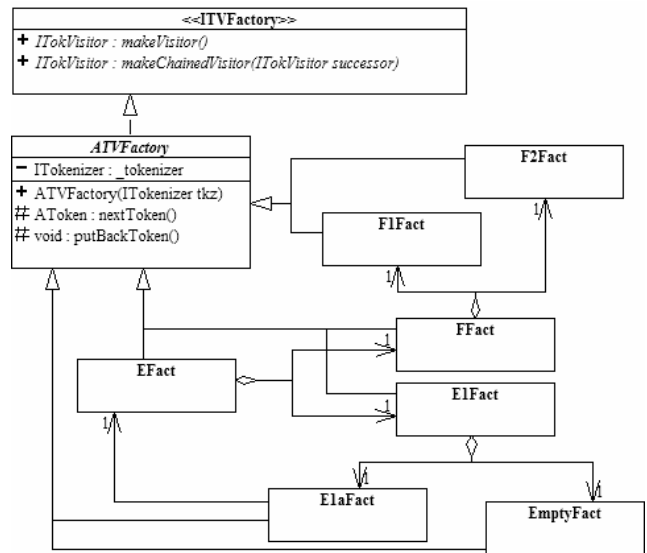 <<ITVFactory>>
+ ITokVisitor : makeVisitor()
+ ITokVisitor : makeChainedVisitor(ITokVisitor successor)
ATVFactory
- ITokenizer : _tokenizer
+ ATVFactory(ITokenizer tkz)
# AToken : nextToken()
# void : putBackToken()
F2Fact
1
F1Fact
1
FFact
1
EFact
E1Fact
1
1
1
1
E1aFact
EmptyFact